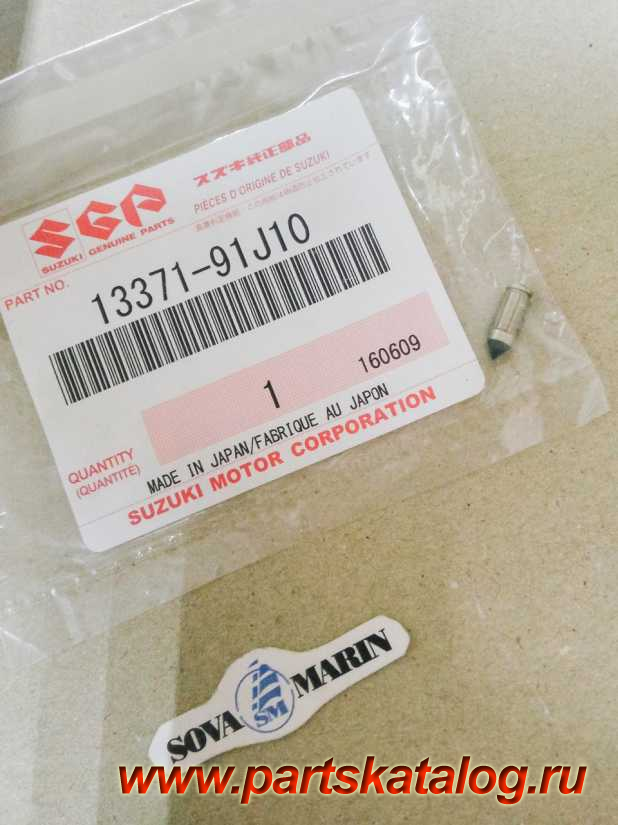 スズキ純正部品
SGP
SUZUKI GENUINE PARTS
PIÈCES D'ORIGINE DE SUZUKI
PART NO.
13371-91J10
1
160609
QUANTITY
(QUANTITÉ)
MADE IN JAPAN/FABRIQUE AU JAPON
SUZUKI MOTOR CORPORATION
SOVA MARIN
SM
www.partskatalog.ru